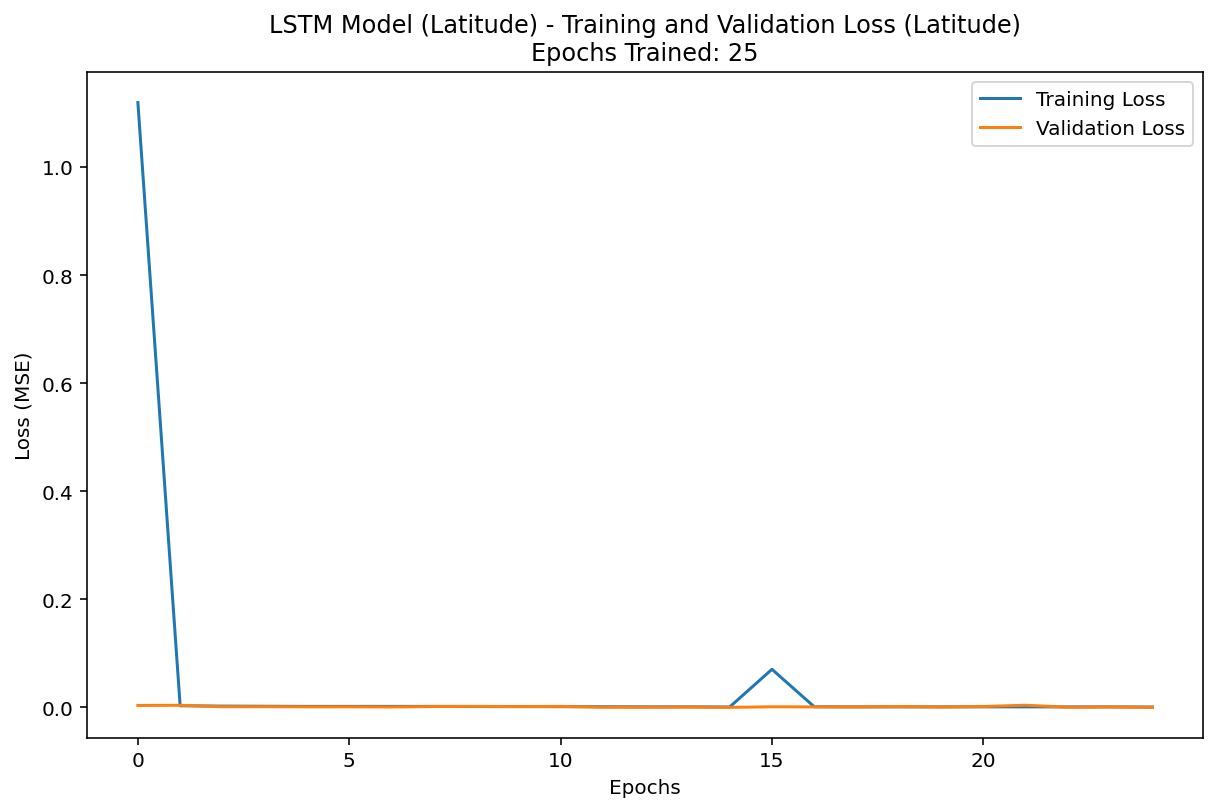 LSTM Model (Latitude) - Training and Validation Loss (Latitude)
Epochs Trained: 25
Training Loss
Validation Loss
1.0
0.8
0.6
0.4
0.2
0.0
Loss (MSE)
0
5
10
15
20
Epochs